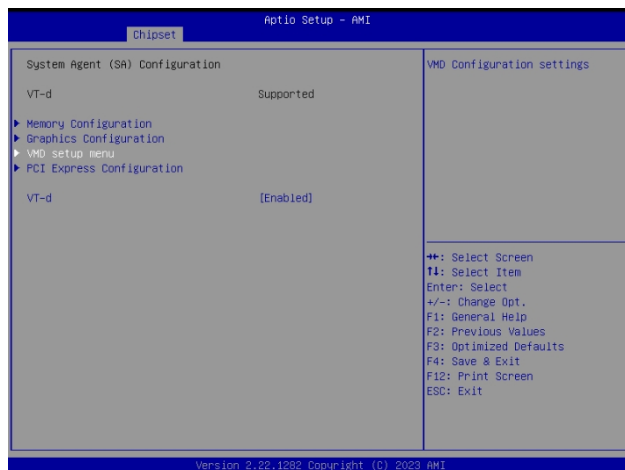 Aptio Setup - AMI
Chipset
System Agent (SA) Configuration
VT-d Supported
Memory Configuration
Graphics Configuration
VMD setup menu
PCI Express Configuration
VT-d [Enabled]
VMD Configuration settings
→←: Select Screen
↑↓: Select Item
Enter: Select
+/-: Change Opt.
F1: General Help
F2: Previous Values
F3: Optimized Defaults
F4: Save & Exit
F12: Print Screen
ESC: Exit
Version 2.22.1282 Copyright (C) 2023 AMI